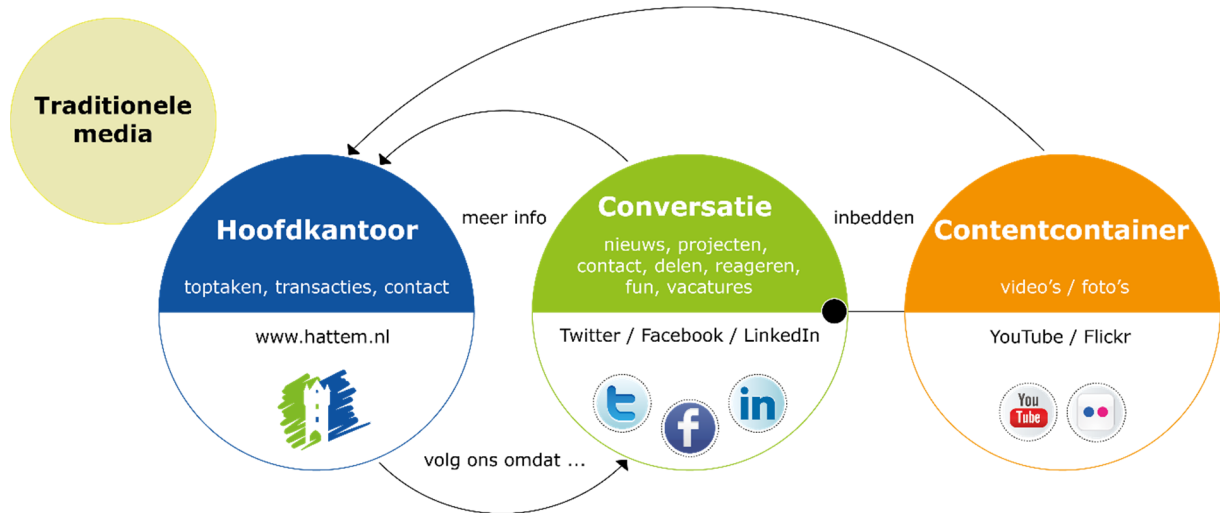 Traditionele
media
Hoofdkantoor
toptaken, transacties, contact
www.hattem.nl
meer info
volg ons omdat ...
Conversatie
nieuws, projecten,
contact, delen, reageren,
fun, vacatures
Twitter / Facebook / LinkedIn
t
f
in
inbedden
Contentcontainer
video's / foto's
YouTube / Flickr
You
Tube